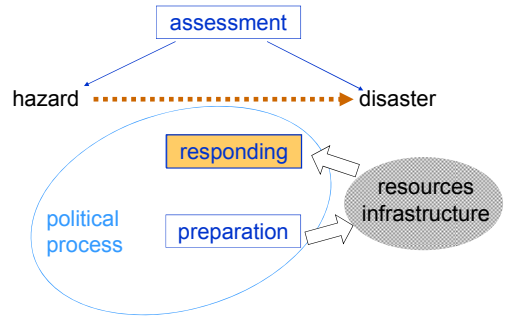 assessment
hazard
disaster
responding
resources
infrastructure
political
process
preparation